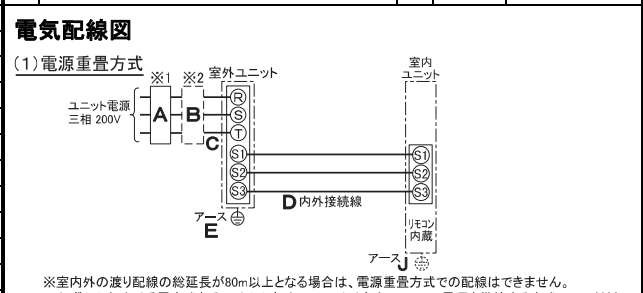 電気配線図
(1)電源重畳方式
※1 ※2 室外ユニット
室内
ユニット
ユニット電源
三相 200V
A
B
C
R
S
T
S1
S2
S3
S1
S2
S3
D 内外接続線
アース
E
リモコン
内蔵
アース J
※室内外の渡り配線の総延長が80m以上となる場合は、電源重畳方式での配線はできません。